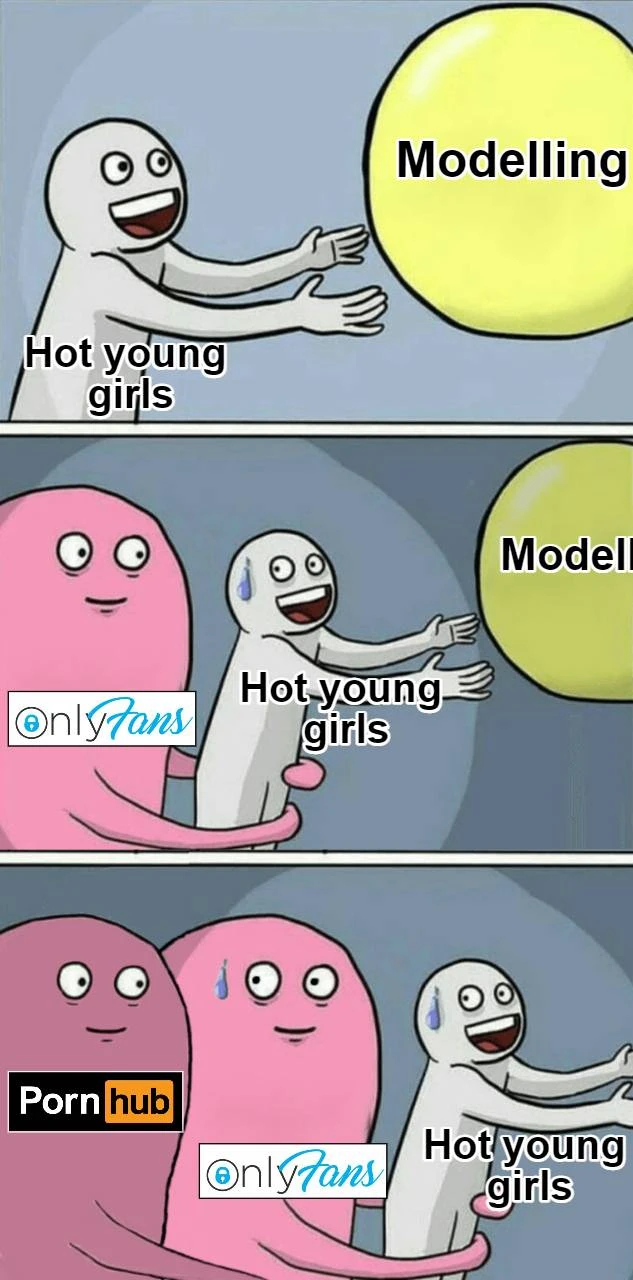 Modelling
Hot young
girls
Modell
OnlyFans
Hot young
girls
Porn hub
OnlyFans
Hot young
girls